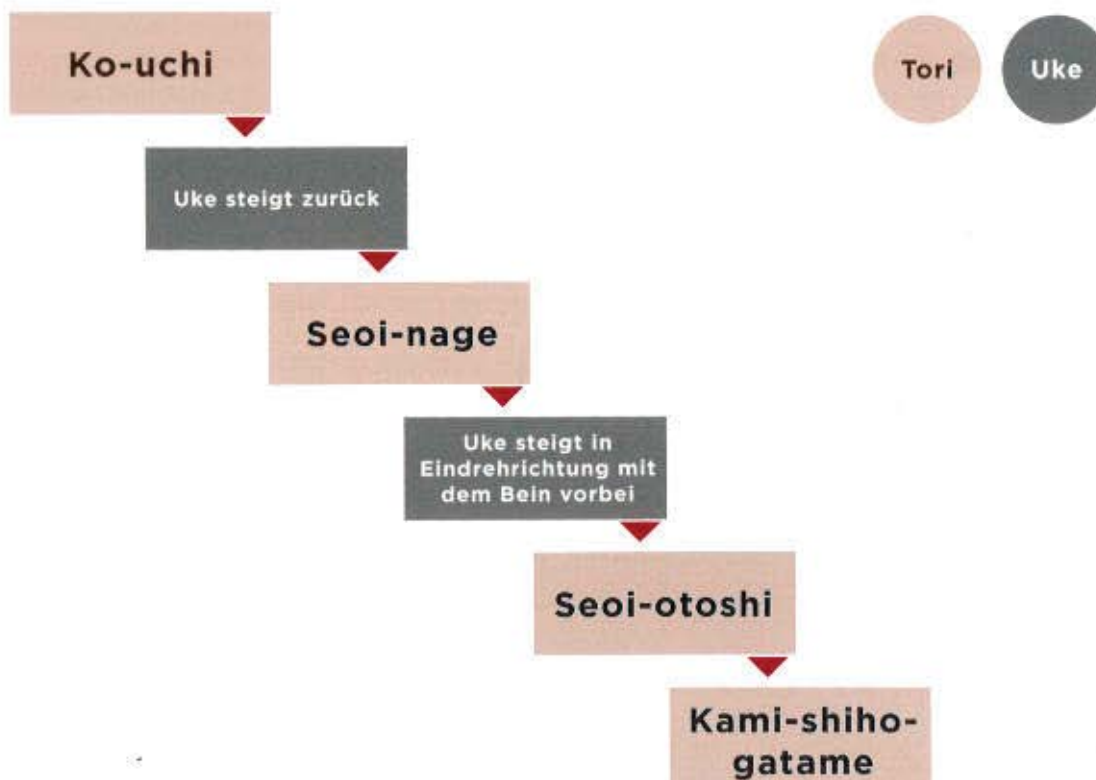 Ko-uchi
Tori
Uke
Uke steigt zurück
Seoi-nage
Uke steigt in
Eindrehrichtung mit
dem Bein vorbei
Seoi-otoshi
Kami-shiho-
gatame